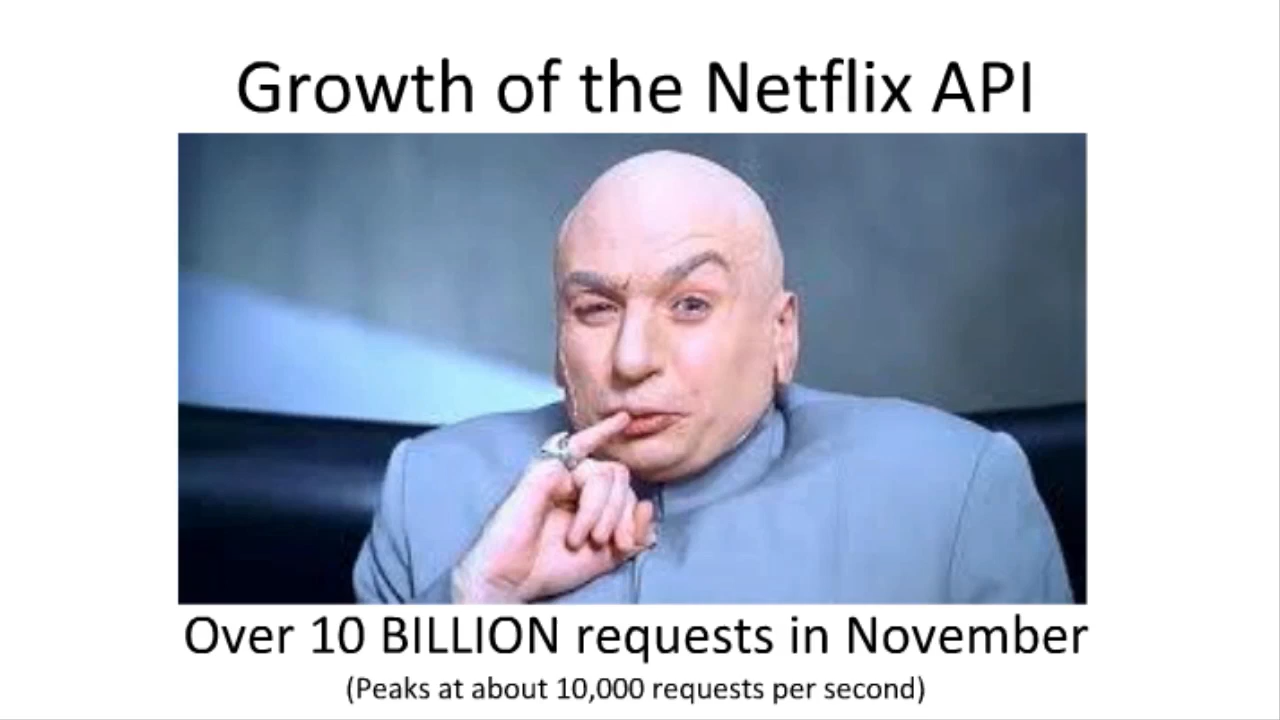 Growth of the Netflix API
Over 10 BILLION requests in November
(Peaks at about 10,000 requests per second)